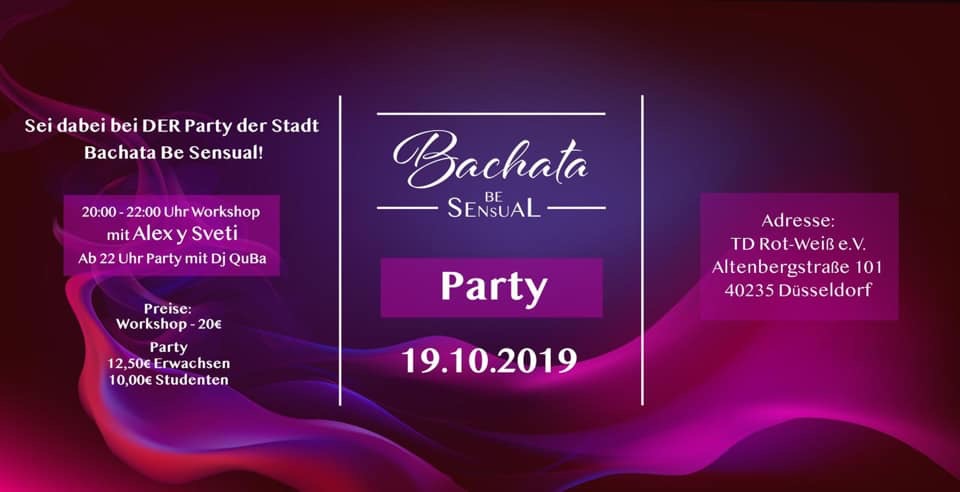 Sei dabei bei DER Party der Stadt
Bachata Be Sensual!
20:00 - 22:00 Uhr Workshop
mit Alex y Sveti
Ab 22 Uhr Party mit Dj QuBa
Preise:
Workshop - 20€
Party
12,50€ Erwachsen
10,00€ Studenten
Bachata
BE
SENSUAL
Party
19.10.2019
Adresse:
TD Rot-Weiß e.V.
Altenbergstraße 101
40235 Düsseldorf